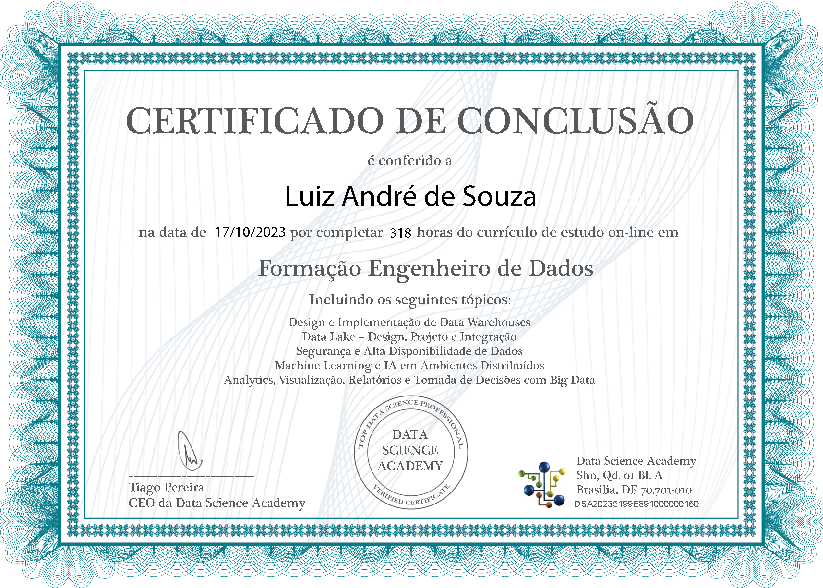 CERTIFICADO DE CONCLUSÃO
é conferido a
Luiz André de Souza
na data de 17/10/2023 por completar 318 horas do currículo de estudo on-line em
Formação Engenheiro de Dados
Incluindo os seguintes tópicos:
Design e Implementação de Data Warehouses
Data Lake – Design, Projeto e Integração
Segurança e Alta Disponibilidade de Dados
Machine Learning e IA em Ambientes Distribuídos
Analytics, Visualização, Relatórios e Tomada de Decisões com Big Data
TOP DATA SCIENCE PROFESSIONAL
DATA
SCIENCE
ACADEMY
VERIFIED CERTIFICATE
Tiago Pereira
CEO da Data Science Academy
Data Science Academy
Shn, Qd. 01 Bl. A
Brasília, DF 70.701-010